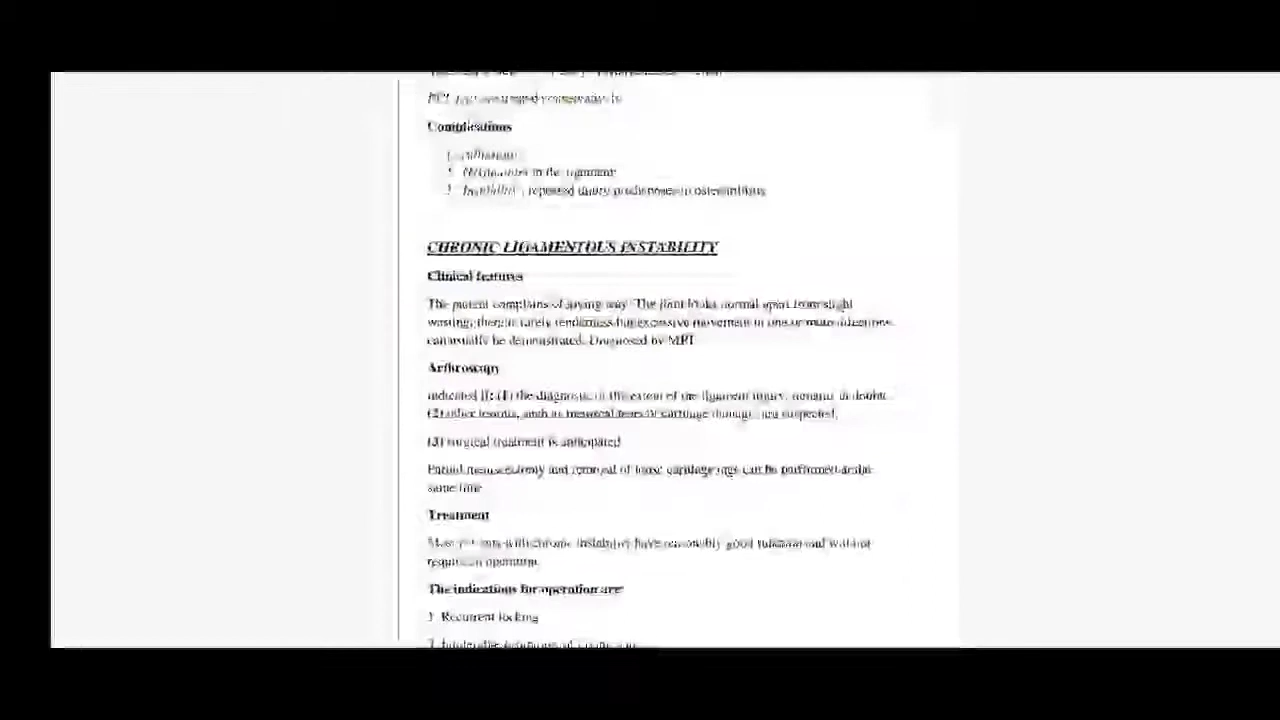 Complications
in the ligament
repeated injury predisposes to osteoarthritis
CHRONIC LIGAMENTOUS INSTABILITY
Clinical features
The patient complains of giving way. The joint looks normal apart from slight
wasting; there is rarely tenderness but excessive movement in one or more directions
can usually be demonstrated. Diagnosed by MRI
Arthroscopy
indicated if: (1) the diagnosis, or the extent of the ligament injury, remains in doubt.
(2) other lesions, such as meniscal tears or cartilage damage, are suspected.
(3) surgical treatment is anticipated
Partial meniscectomy and removal of loose cartilage tags can be performed at the
same time
Treatment
Most patients with chronic instability have reasonably good function and will not
require an operation.
The indications for operation are:
1 Recurrent locking